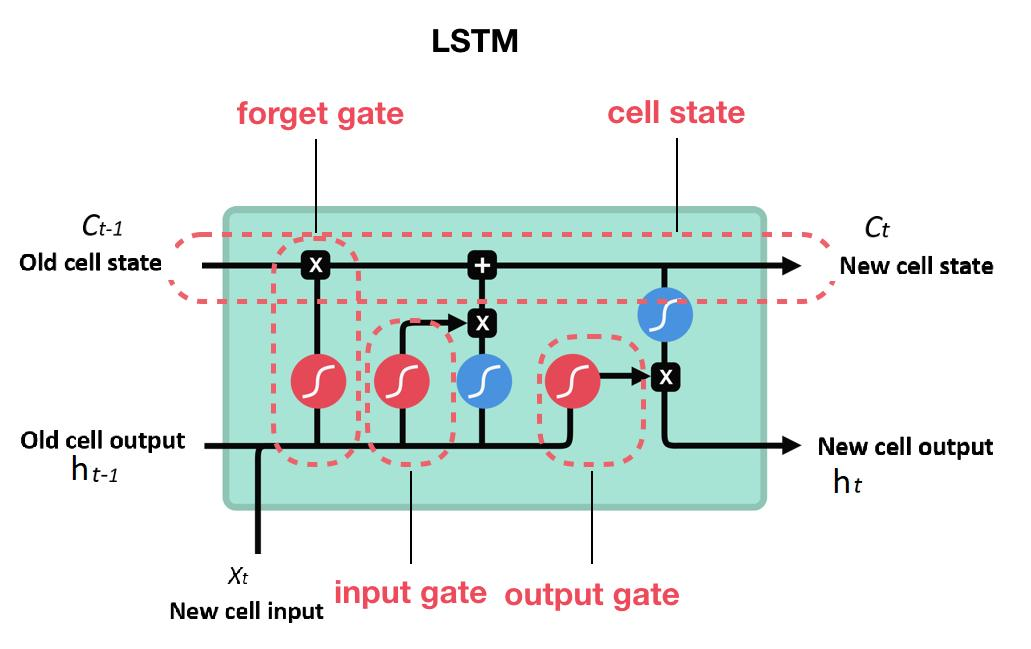 LSTM
forget gate
cell state
Ct-1
Old cell state
Ct
New cell state
X
+
X
X
Old cell output
ht-1
New cell output
ht
Xt
New cell input
input gate
output gate